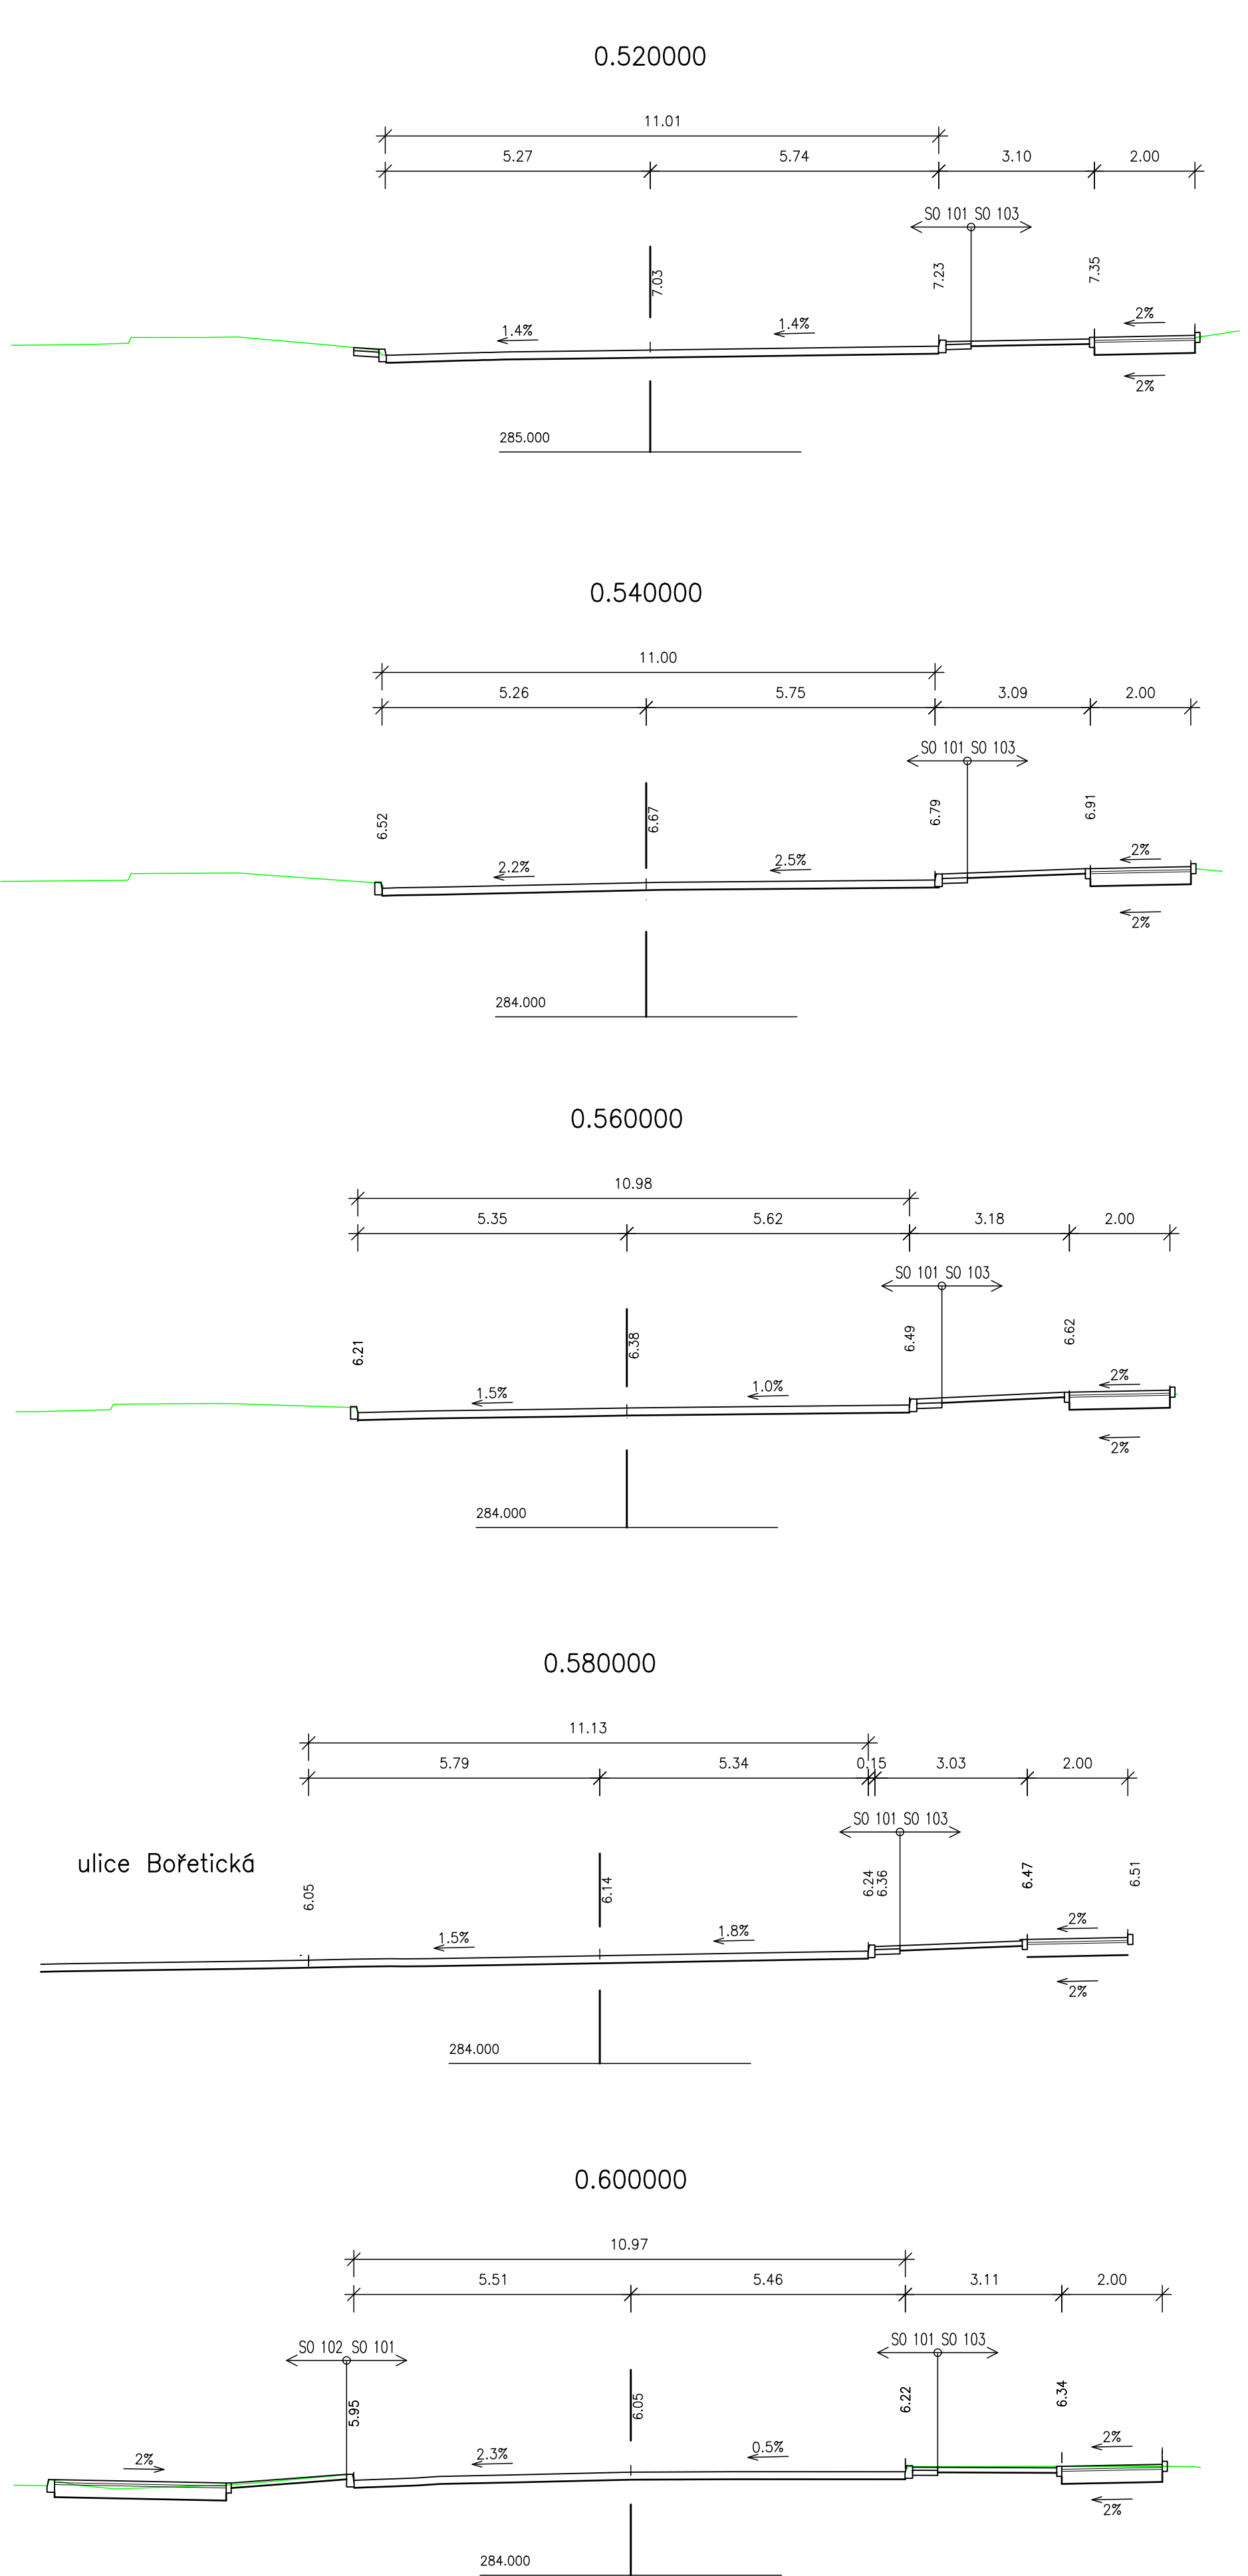 0.520000
11.01
5.27 5.74 3.10 2.00
SO 101 SO 103
7.03 7.23 7.35
1.4% 1.4% 2%
2%
285.000
0.540000
11.00
5.26 5.75 3.09 2.00
SO 101 SO 103
6.52 6.67 6.79 6.91
2.2% 2.5% 2%
2%
284.000
0.560000
10.98
5.35 5.62 3.18 2.00
SO 101 SO 103
6.21 6.38 6.49 6.62
1.5% 1.0% 2%
2%
284.000
0.580000
11.13
5.79 5.34 0.15 3.03 2.00
SO 101 SO 103
ulice Bořetická
6.05 6.14 6.24 6.36 6.47 6.51
1.5% 1.8% 2%
2%
284.000
0.600000
10.97
5.51 5.46 3.11 2.00
SO 102 SO 101 SO 101 SO 103
5.95 6.05 6.22 6.34
2% 2.3% 0.5% 2%
2%
284.000